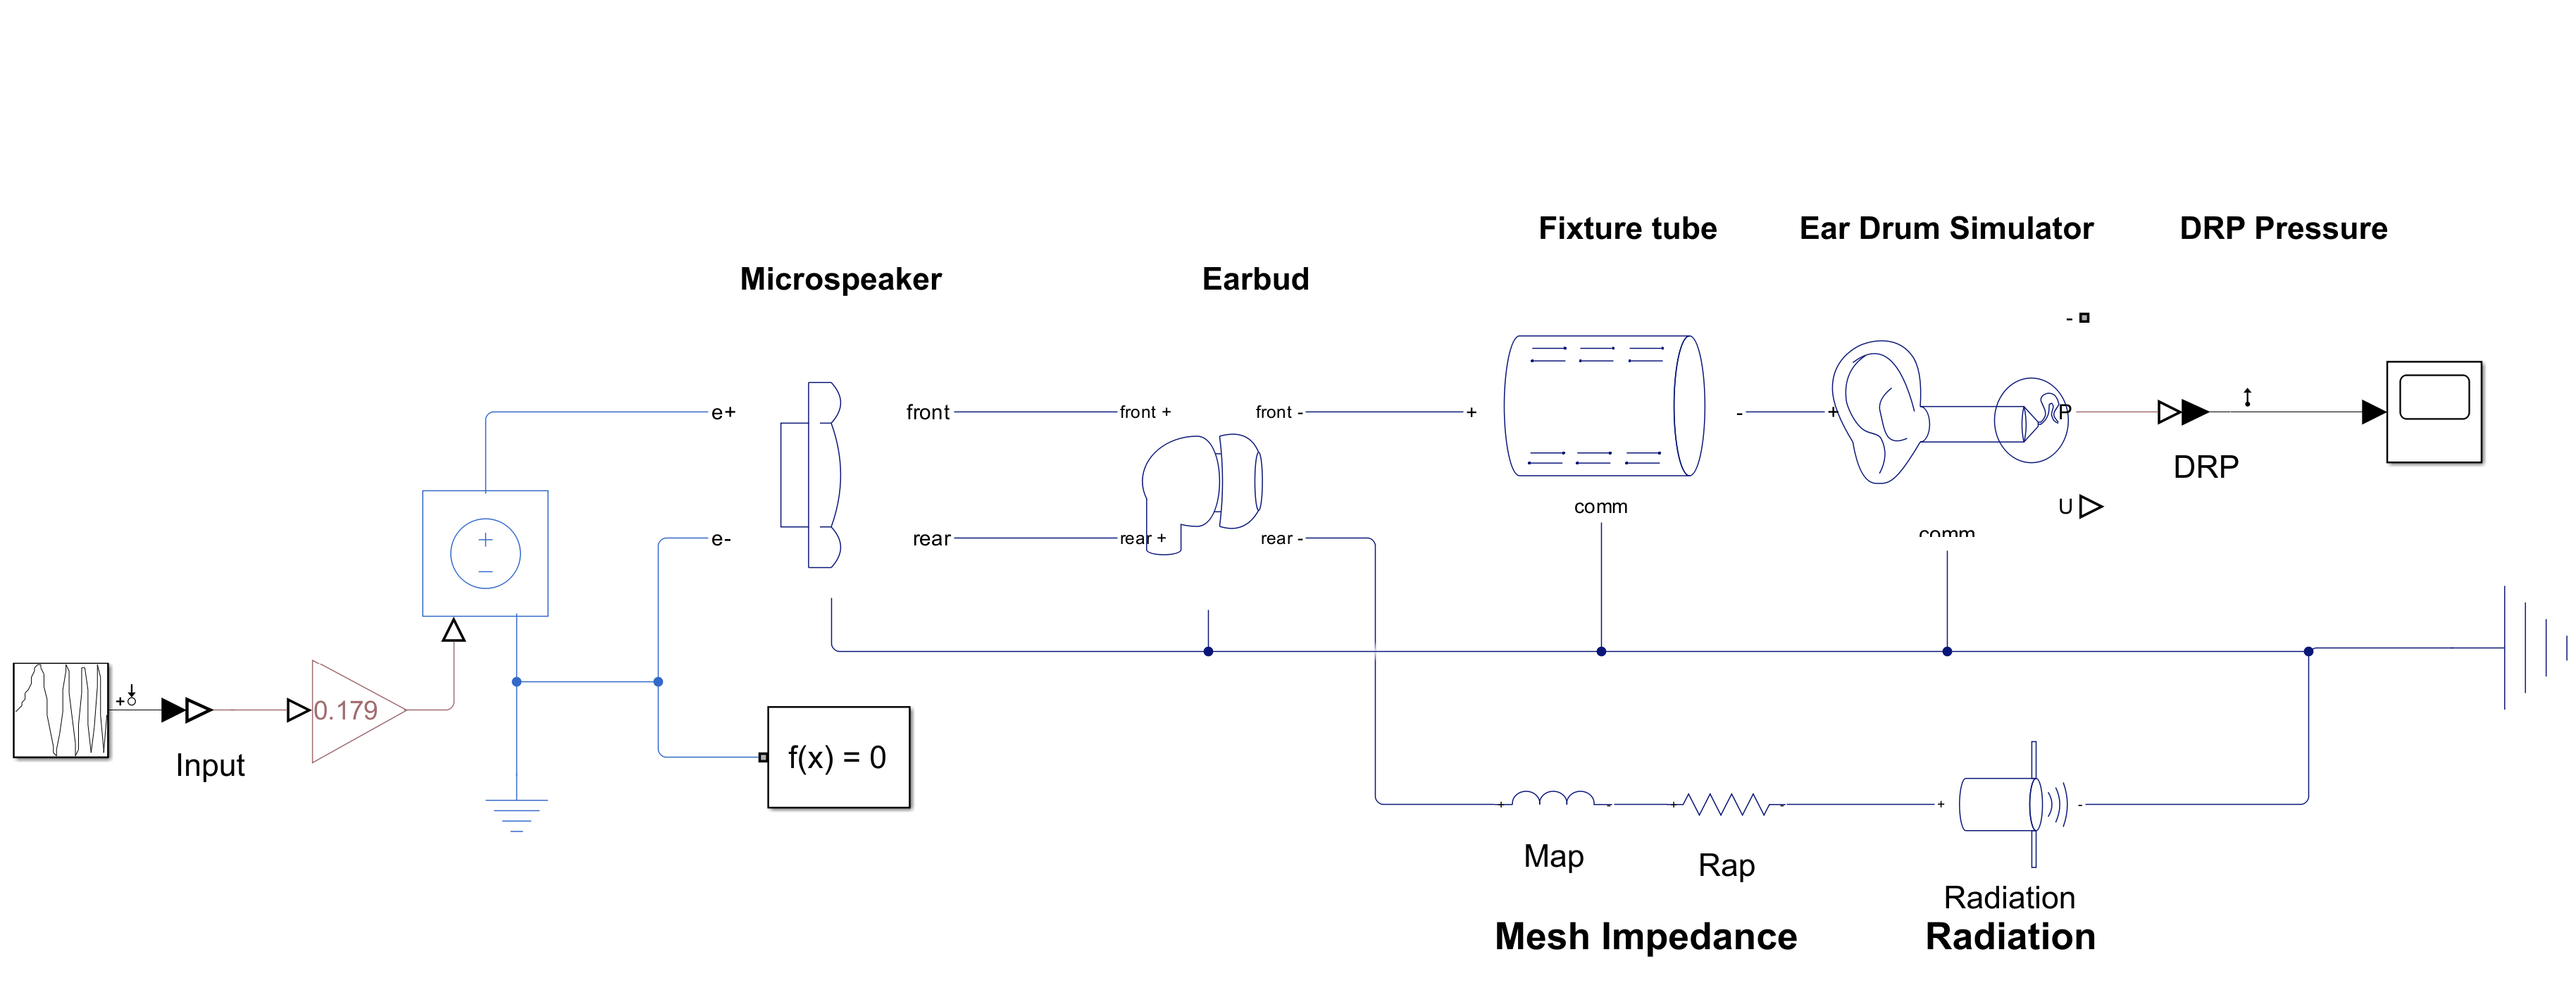 Fixture tube
Ear Drum Simulator
DRP Pressure
Microspeaker
Earbud
-
e+
front
front +
front -
+
-
+
P
DRP
U
comm
comm
e-
rear
rear +
rear -
+
−
+
0.179
Input
f(x) = 0
+
-
+
-
+
-
Map
Rap
Radiation
Mesh Impedance
Radiation